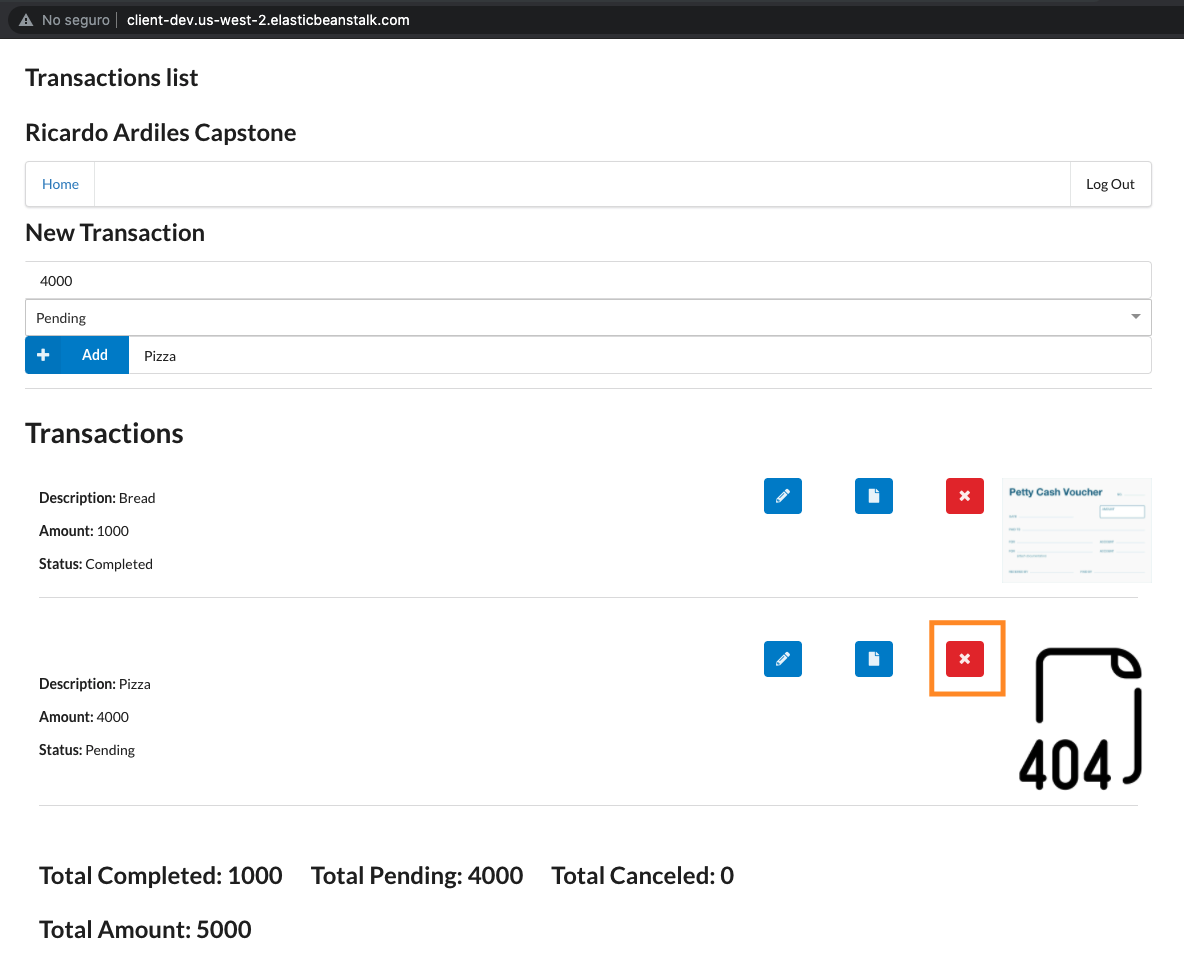 No seguro client-dev.us-west-2.elasticbeanstalk.com
Transactions list
Ricardo Ardiles Capstone
Home Log Out
New Transaction
4000
Pending
Add Pizza
Transactions
Description: Bread
Amount: 1000
Status: Completed
Petty Cash Voucher
Description: Pizza
Amount: 4000
Status: Pending
404
Total Completed: 1000 Total Pending: 4000 Total Canceled: 0
Total Amount: 5000